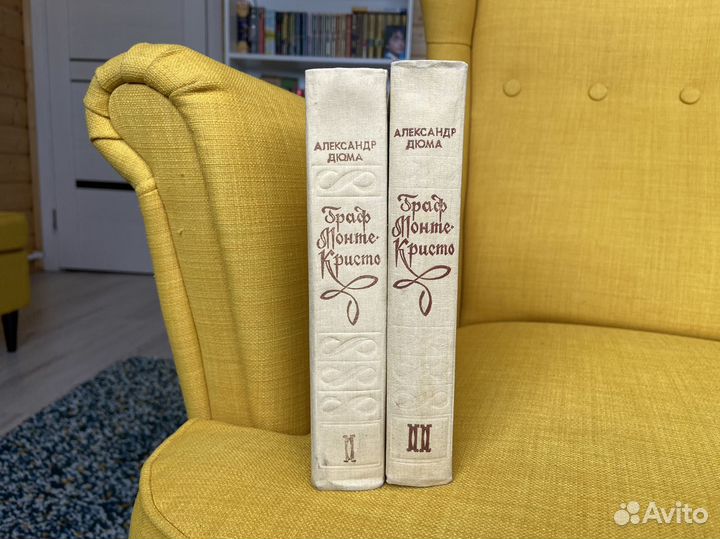 АЛЕКСАНДР
ДЮМА
Граф
Монте-
Кристо
I
АЛЕКСАНДР
ДЮМА
Граф
Монте-
Кристо
II
Avito